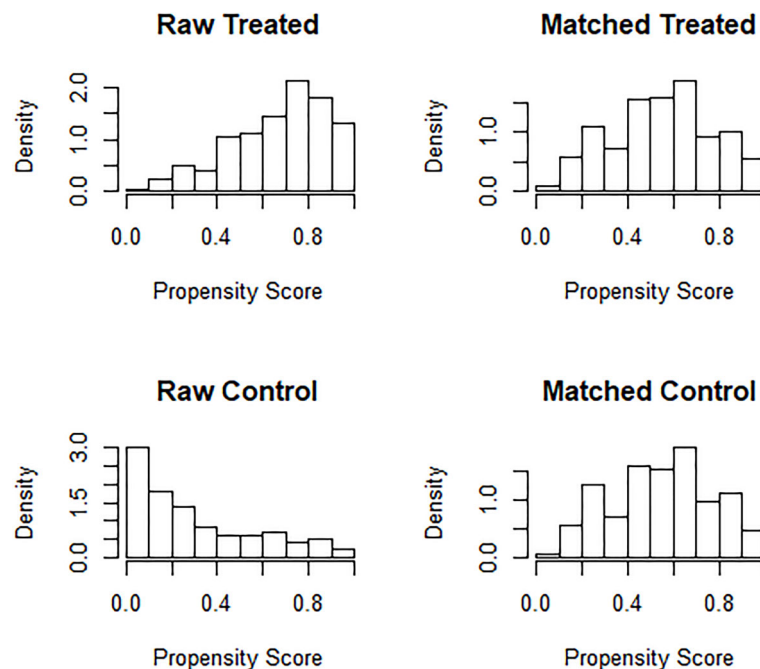 Raw Treated
Density
0.0
1.0
2.0
0.0 0.4 0.8
Propensity Score
Matched Treated
Density
0.0
1.0
0.0 0.4 0.8
Propensity Score
Raw Control
Density
0.0
1.5
3.0
0.0 0.4 0.8
Propensity Score
Matched Control
Density
0.0
1.0
0.0 0.4 0.8
Propensity Score